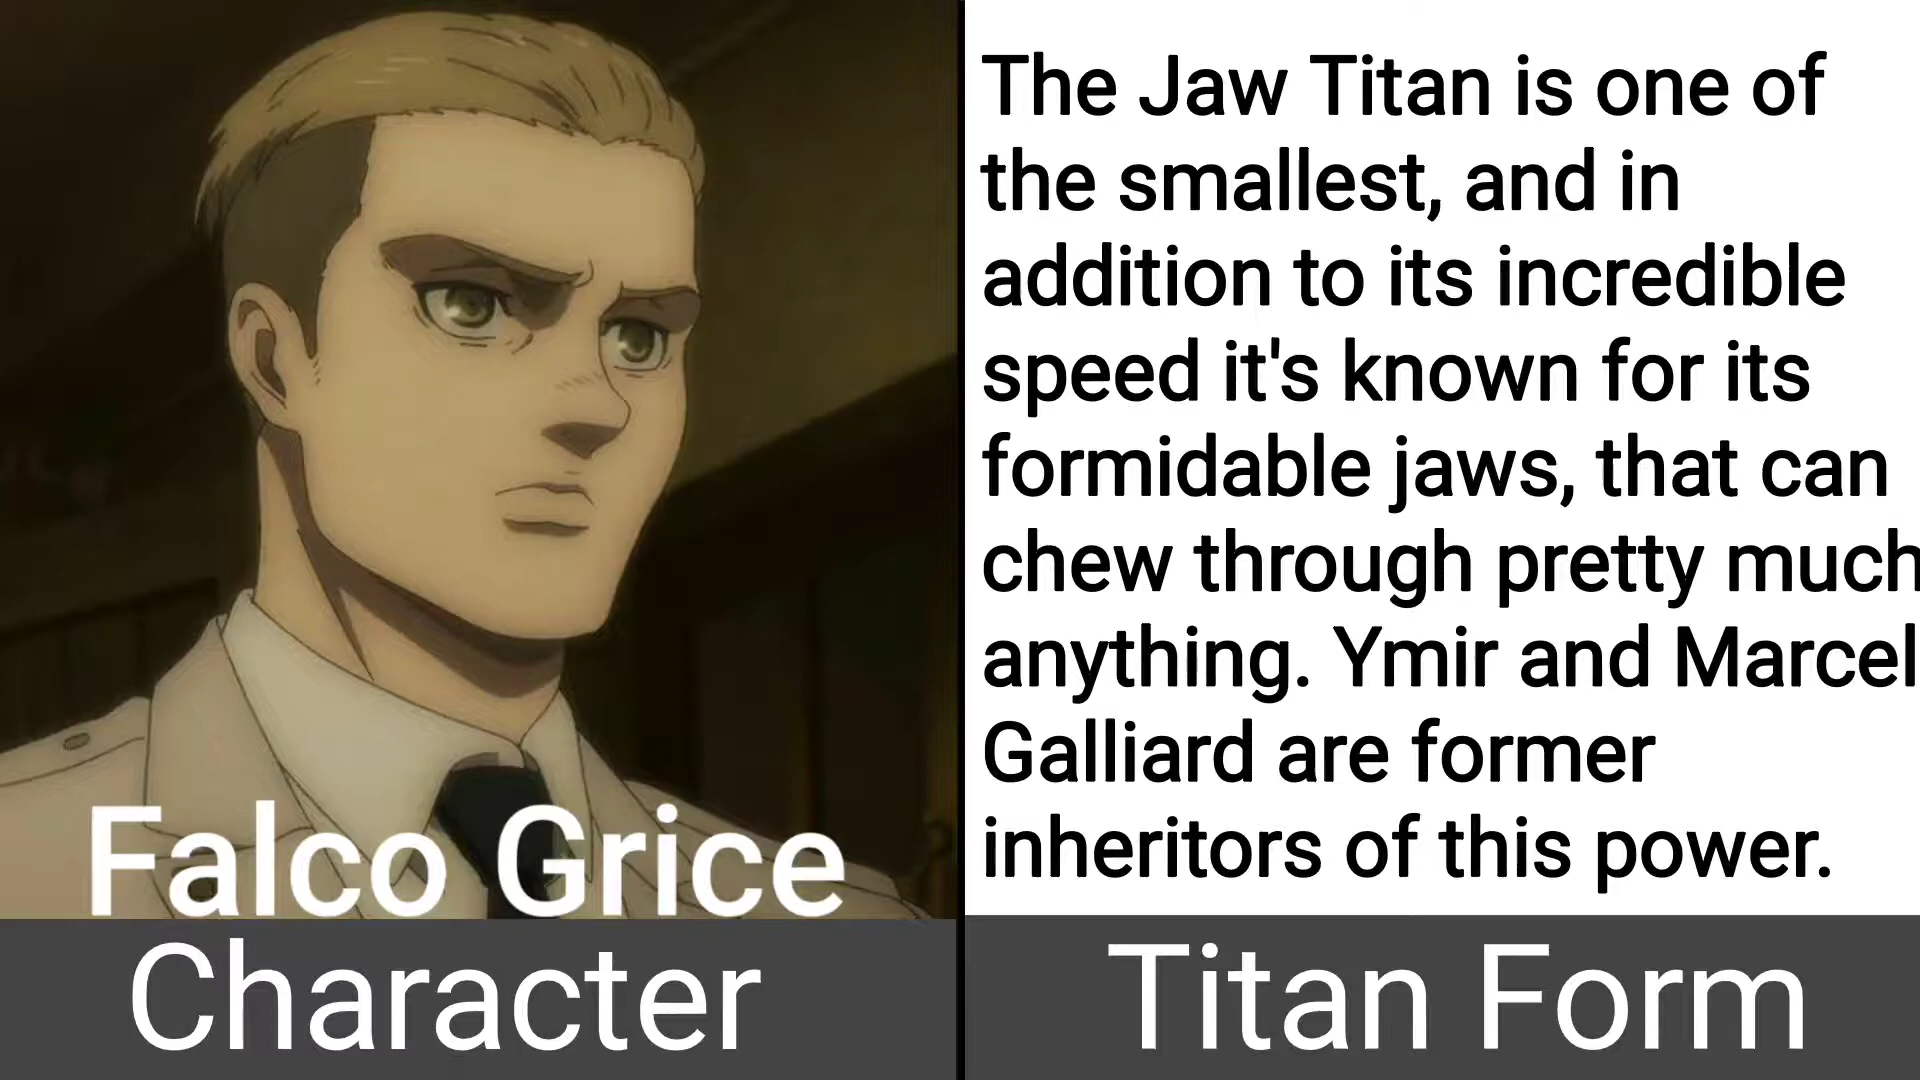 The Jaw Titan is one of
the smallest, and in
addition to its incredible
speed it's known for its
formidable jaws, that can
chew through pretty much
anything. Ymir and Marcel
Galliard are former
inheritors of this power.
Falco Grice
Character
Titan Form